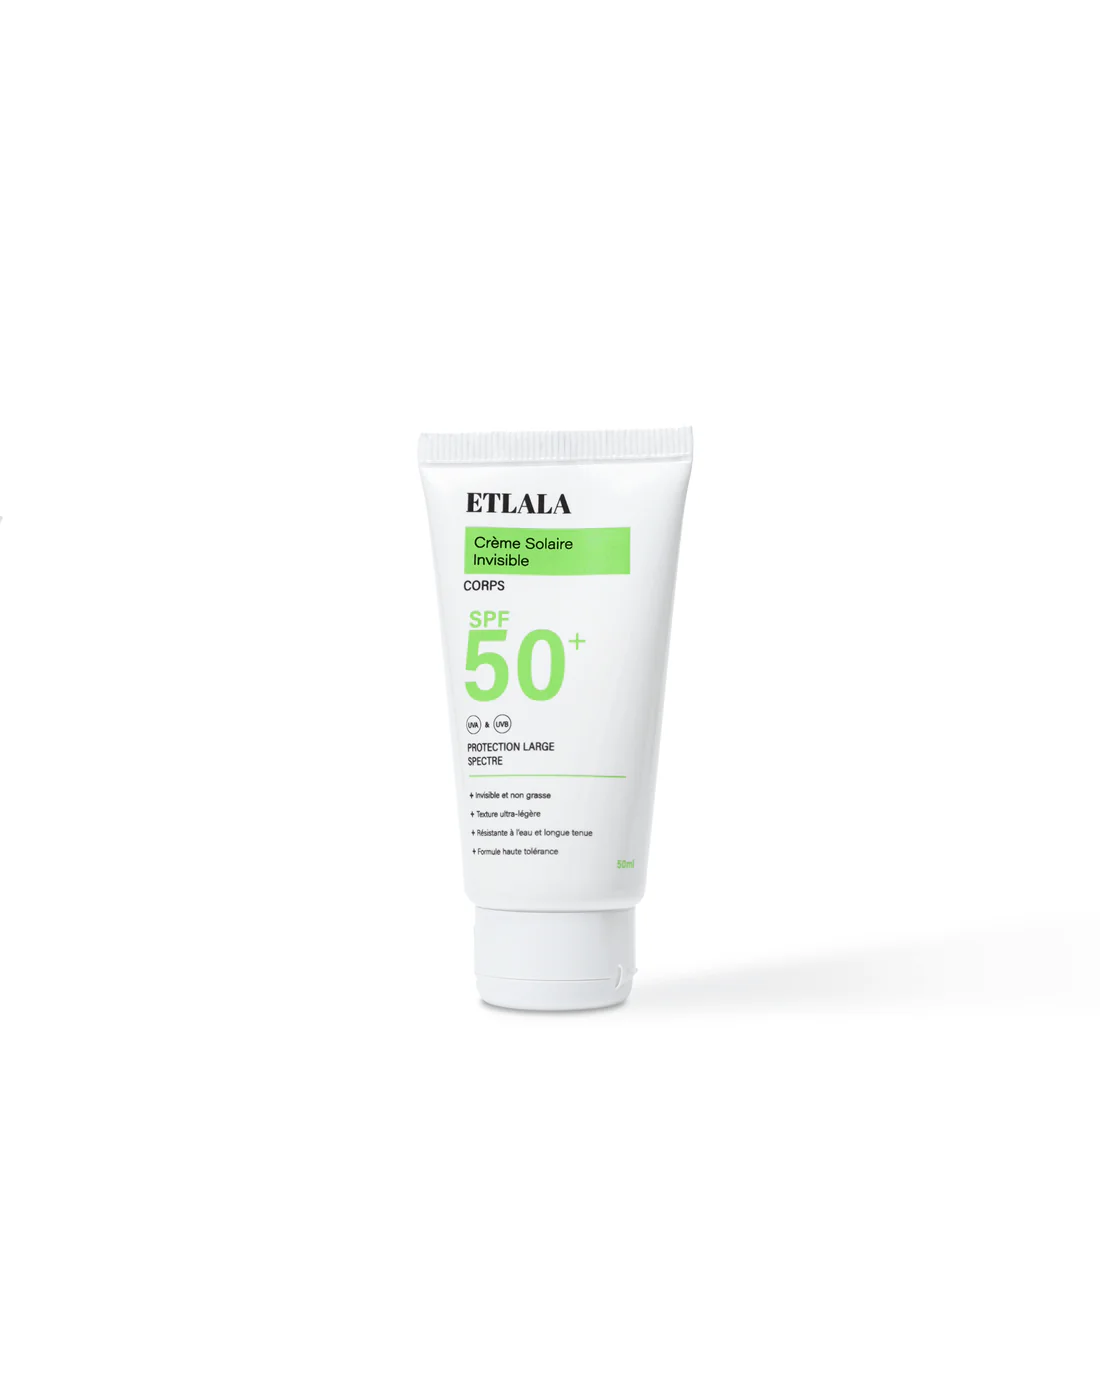 ETLALA
Crème Solaire
Invisible
CORPS
SPF
50+
UVA & UVB
PROTECTION LARGE
SPECTRE
+ Invisible et non grasse
+ Texture ultra-légère
+ Résistante à l'eau et longue tenue
+ Formule haute tolérance
50ml